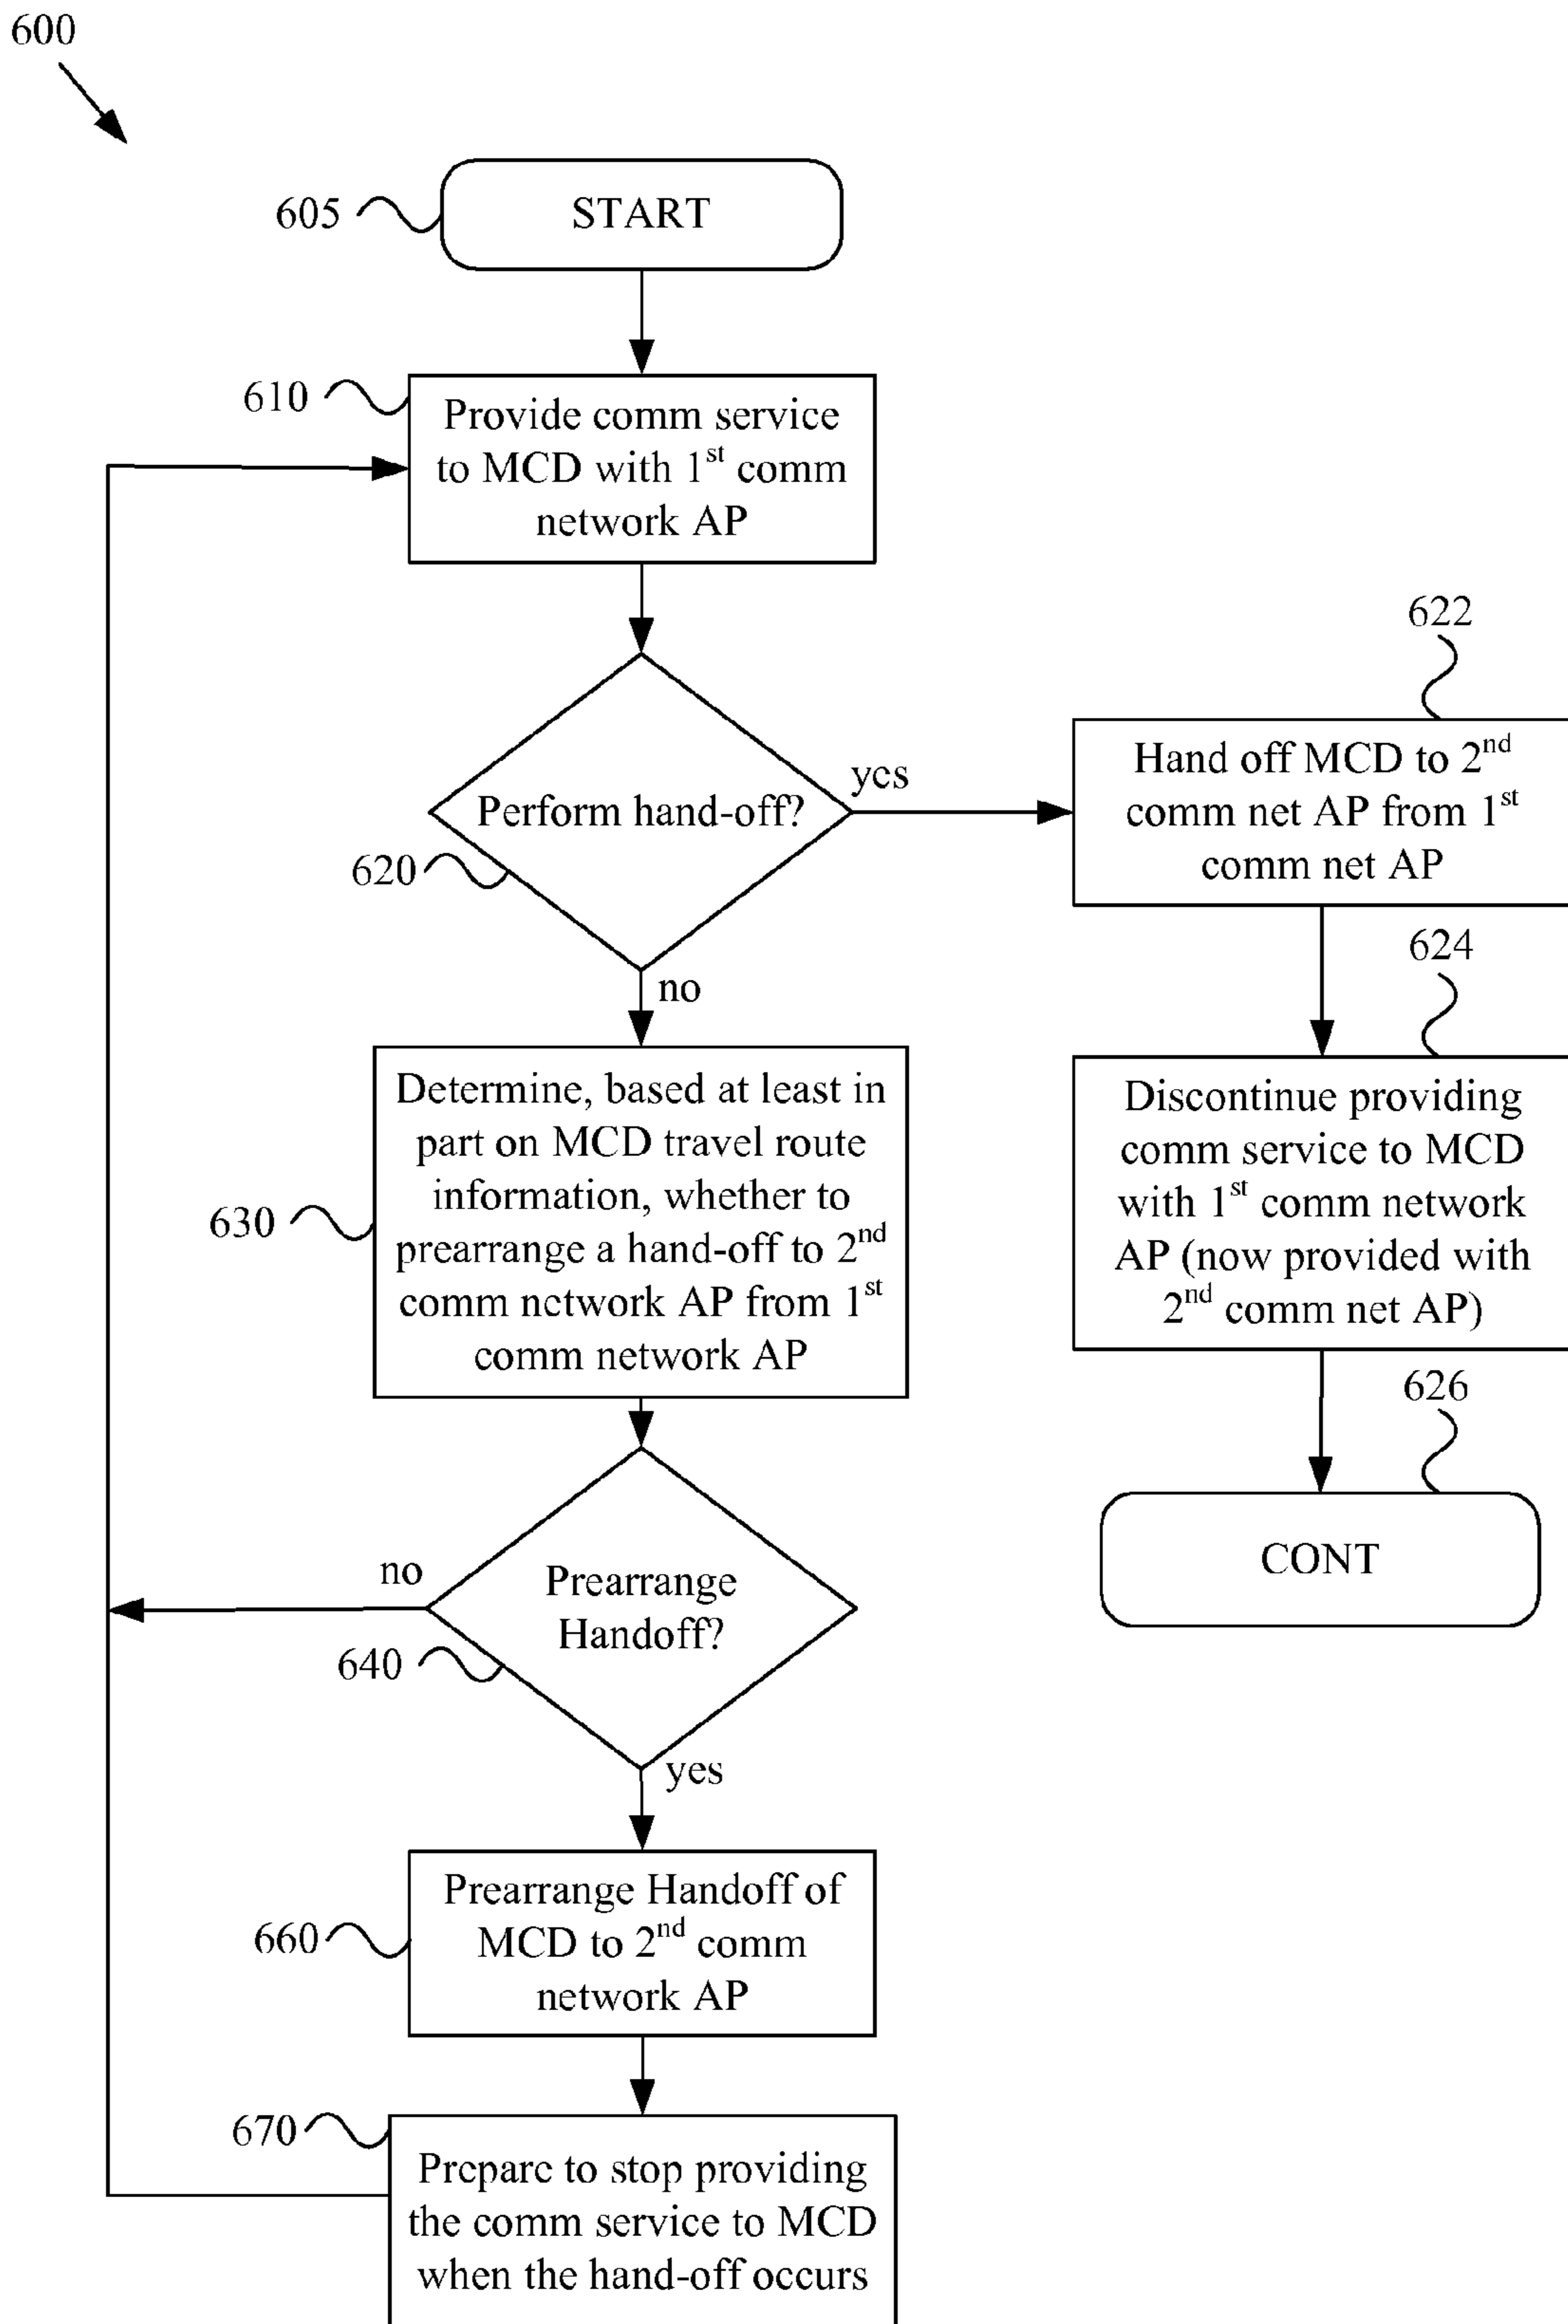 600
605
START
610
Provide comm service
to MCD with 1st comm
network AP
620
Perform hand-off?
yes
no
622
Hand off MCD to 2nd
comm net AP from 1st
comm net AP
624
Discontinue providing
comm service to MCD
with 1st comm network
AP (now provided with
2nd comm net AP)
626
CONT
630
Determine, based at least in
part on MCD travel route
information, whether to
prearrange a hand-off to 2nd
comm network AP from 1st
comm network AP
no
640
Prearrange
Handoff?
yes
660
Prearrange Handoff of
MCD to 2nd comm
network AP
670
Prepare to stop providing
the comm service to MCD
when the hand-off occurs